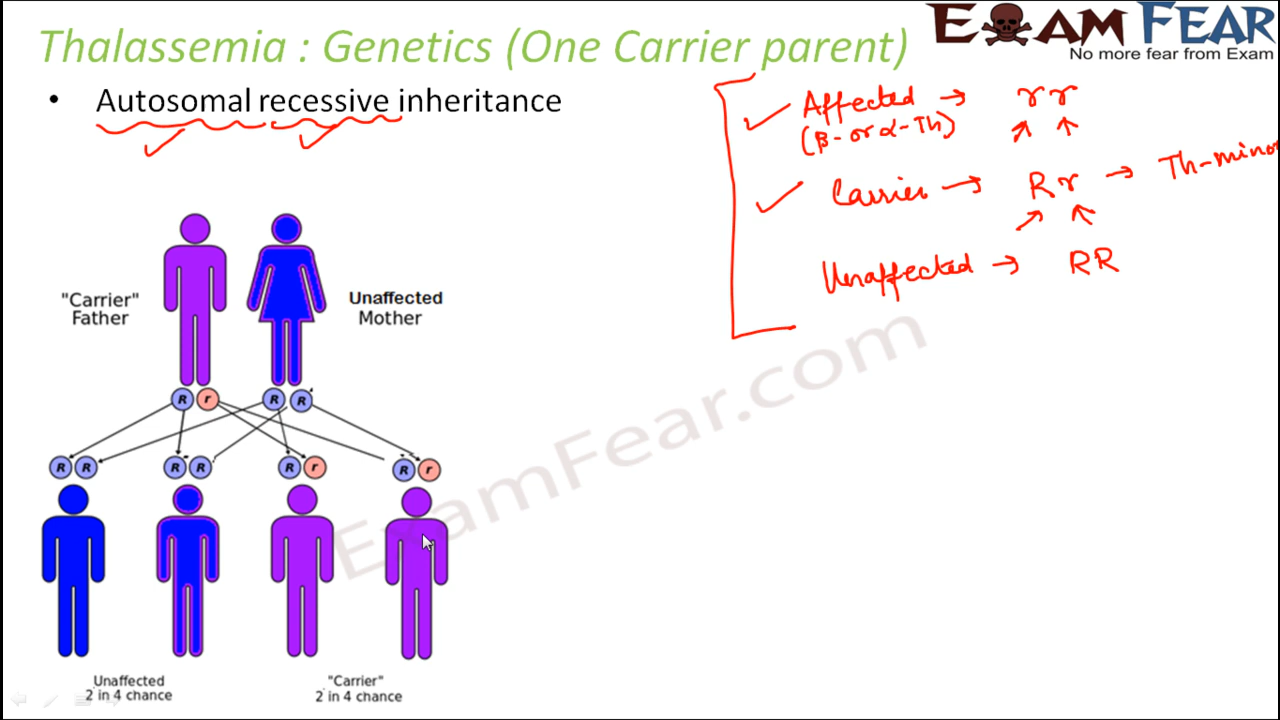 Thalassemia : Genetics (One Carrier parent)
EXAM FEAR
No more fear from Exam
• Autosomal recessive inheritance
Affected → rr
(β- or α-Th)
Carrier → Rr → Th-minor
Unaffected → RR
"Carrier"
Father
Unaffected
Mother
R r R R
R R R R R r R r
Unaffected
2 in 4 chance
"Carrier"
2 in 4 chance
ExamFear.com